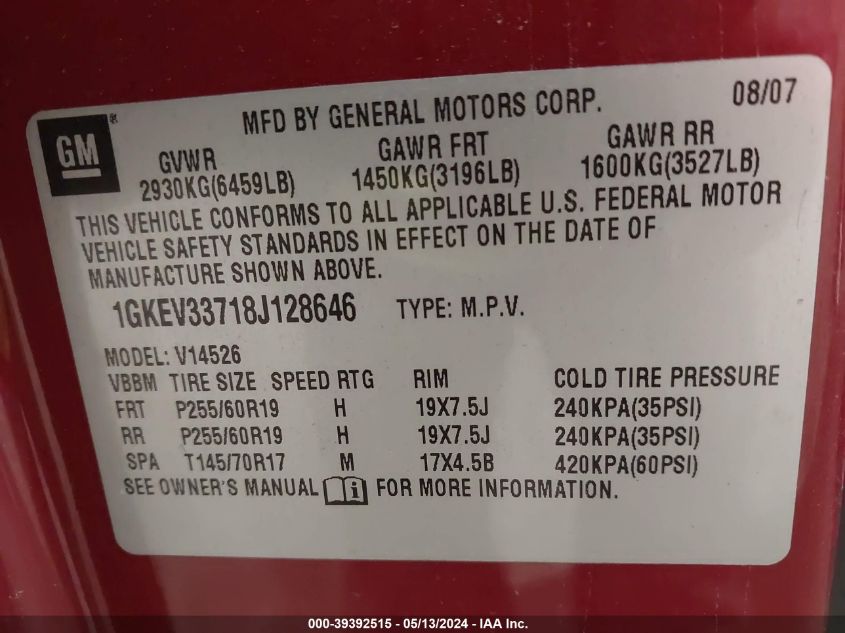 GM
MFD BY GENERAL MOTORS CORP. 08/07
GVWR GAWR FRT GAWR RR
2930KG(6459LB) 1450KG(3196LB) 1600KG(3527LB)
THIS VEHICLE CONFORMS TO ALL APPLICABLE U.S. FEDERAL MOTOR
VEHICLE SAFETY STANDARDS IN EFFECT ON THE DATE OF
MANUFACTURE SHOWN ABOVE.
1GKEV33718J128646 TYPE: M.P.V.
MODEL: V14526
VBBM TIRE SIZE SPEED RTG RIM COLD TIRE PRESSURE
FRT P255/60R19 H 19X7.5J 240KPA(35PSI)
RR P255/60R19 H 19X7.5J 240KPA(35PSI)
SPA T145/70R17 M 17X4.5B 420KPA(60PSI)
SEE OWNER'S MANUAL i FOR MORE INFORMATION.
000-39392515 - 05/13/2024 - IAA Inc.